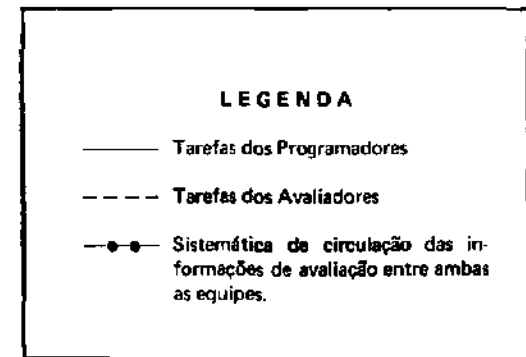 LEGENDA
Tarefas dos Programadores
Tarefas dos Avaliadores
Sistemática de circulação das in-
formações de avaliação entre ambas
as equipes.